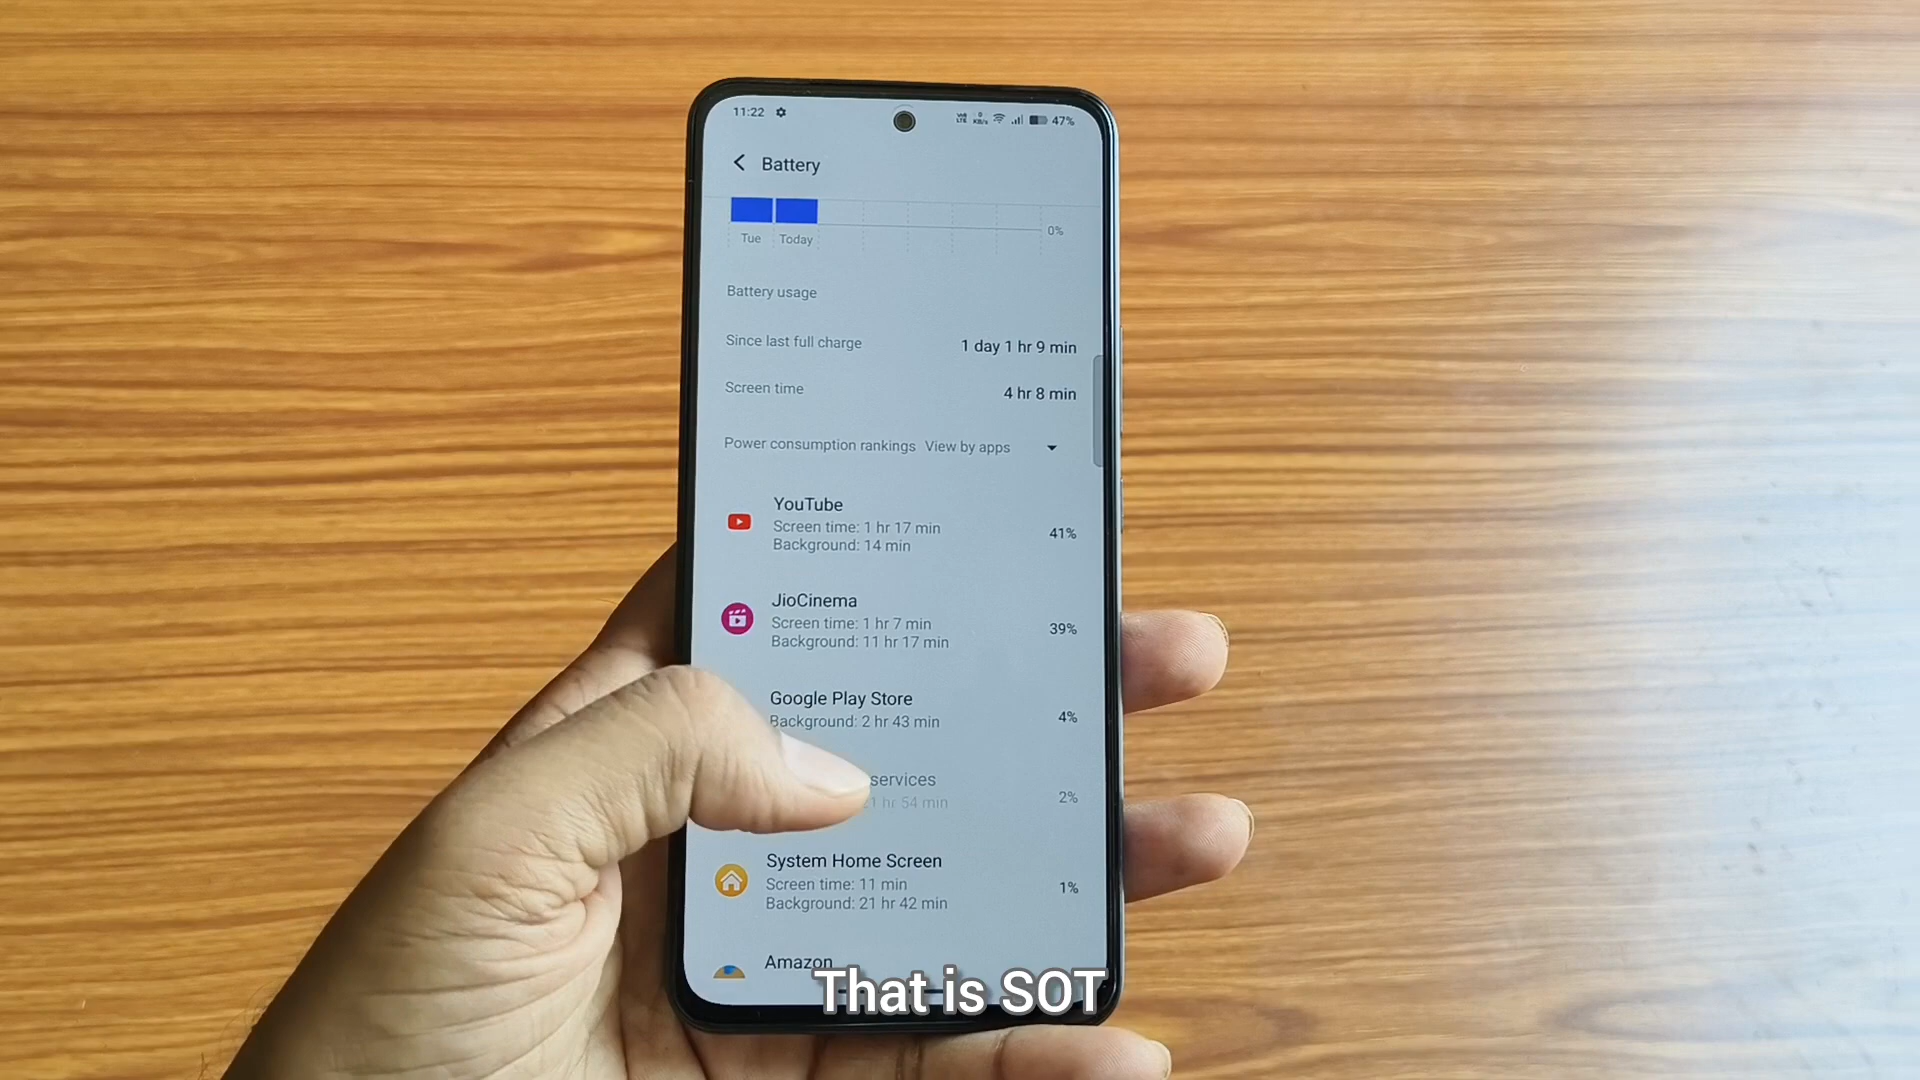 11:22
VoLTE 0 KB/s 47%
Battery
0%
Tue Today
Battery usage
Since last full charge 1 day 1 hr 9 min
Screen time 4 hr 8 min
Power consumption rankings View by apps
YouTube
Screen time: 1 hr 17 min
Background: 14 min
41%
JioCinema
Screen time: 1 hr 7 min
Background: 11 hr 17 min
39%
Google Play Store
Background: 2 hr 43 min
4%
services
21 hr 54 min
2%
System Home Screen
Screen time: 11 min
Background: 21 hr 42 min
1%
Amazon
That is SOT